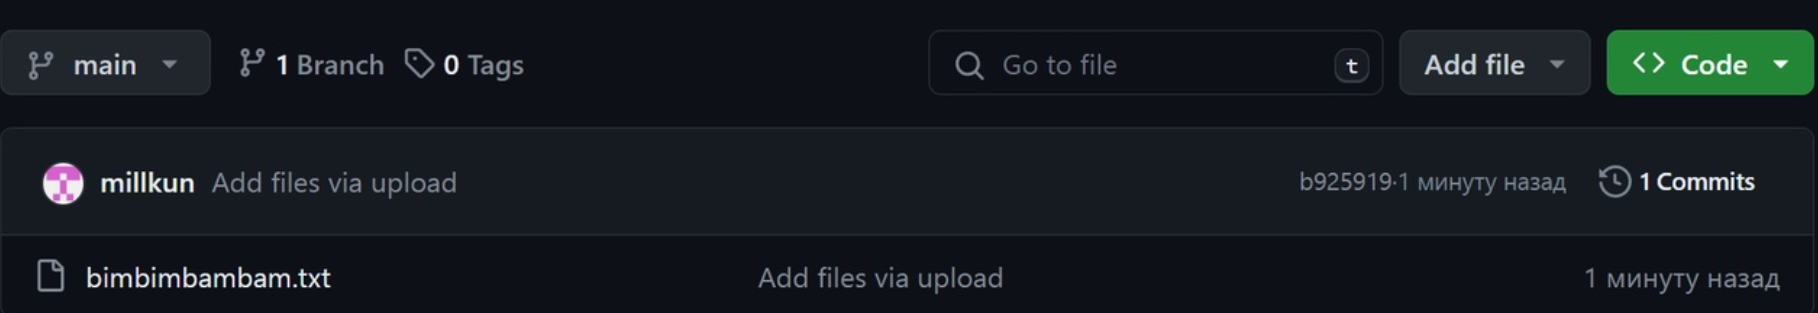 main 1 Branch 0 Tags Go to file t Add file Code
millkun Add files via upload b925919·1 минуту назад 1 Commits
bimbimbambam.txt Add files via upload 1 минуту назад